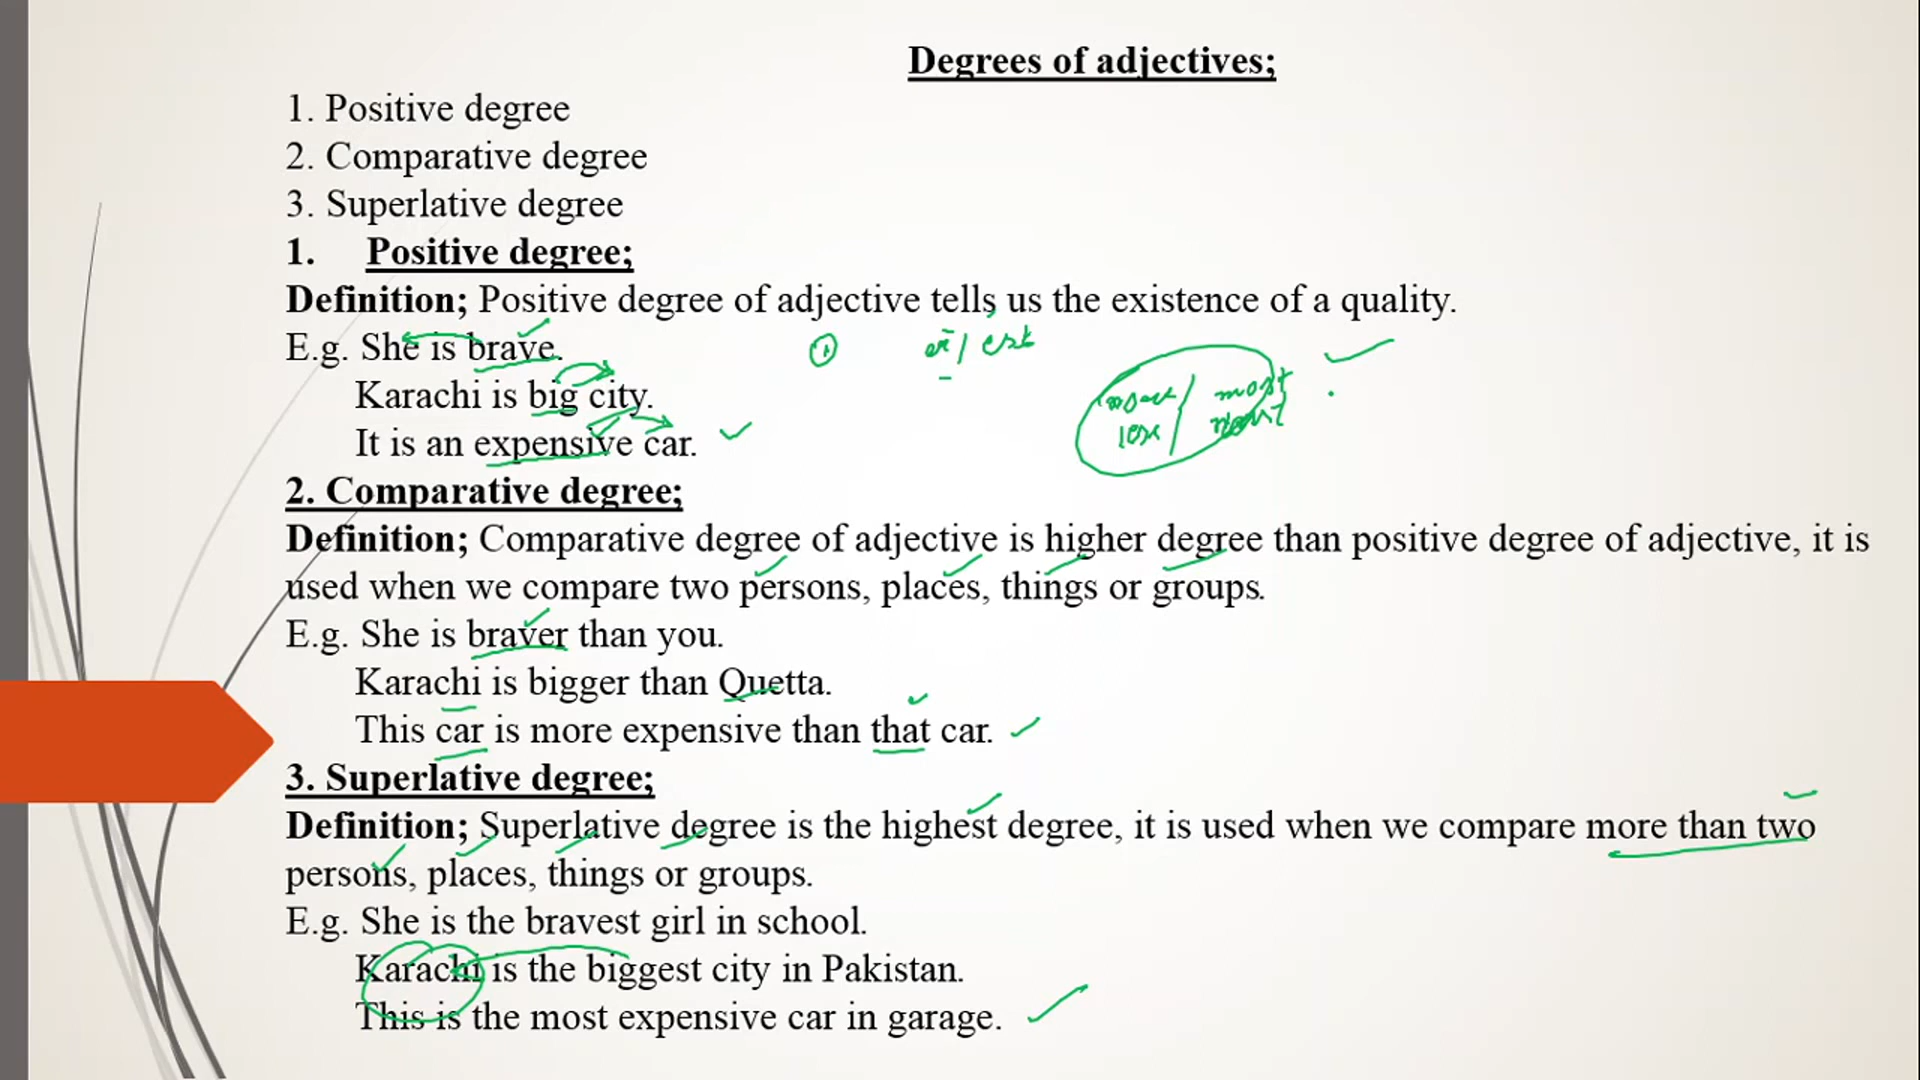 Degrees of adjectives;
1. Positive degree
2. Comparative degree
3. Superlative degree
1. Positive degree;
Definition; Positive degree of adjective tells us the existence of a quality.
E.g. She is brave.
er / est
Karachi is big city.
most
less
It is an expensive car.
2. Comparative degree;
Definition; Comparative degree of adjective is higher degree than positive degree of adjective, it is
used when we compare two persons, places, things or groups.
E.g. She is braver than you.
Karachi is bigger than Quetta.
This car is more expensive than that car.
3. Superlative degree;
Definition; Superlative degree is the highest degree, it is used when we compare more than two
persons, places, things or groups.
E.g. She is the bravest girl in school.
Karachi is the biggest city in Pakistan.
This is the most expensive car in garage.